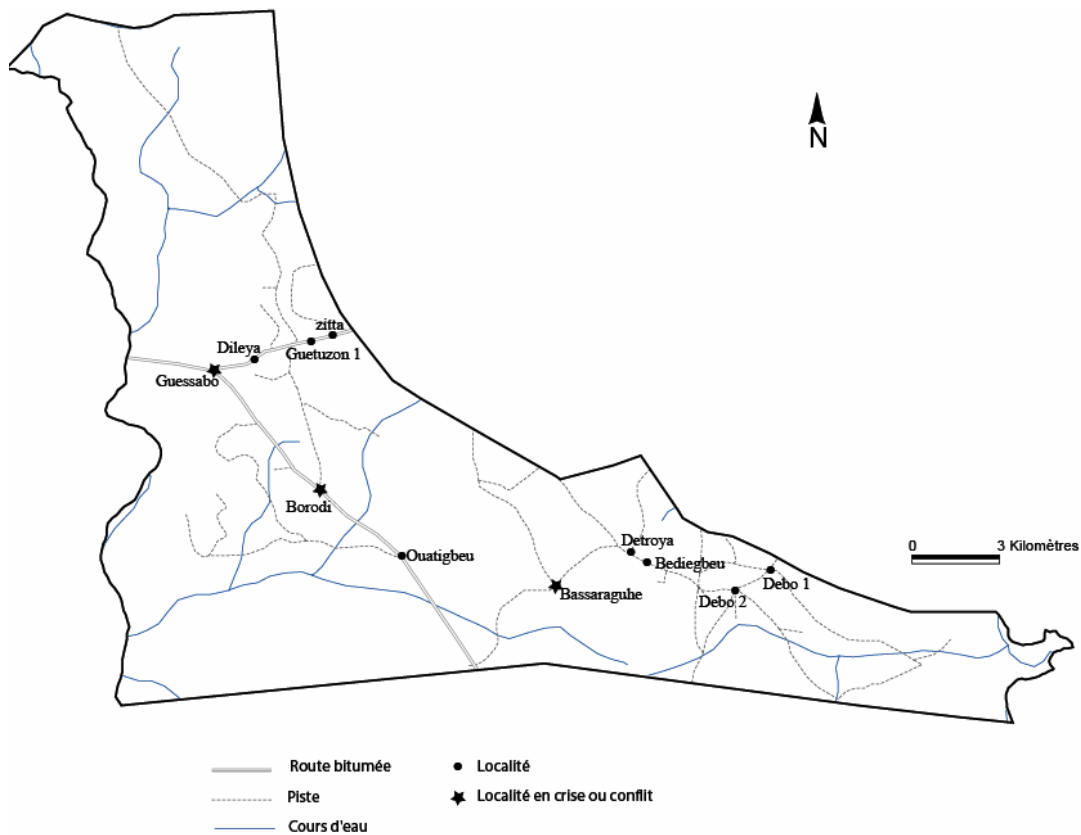 N
zitta
Dileya
Guetuzon 1
Guessabo
Borodi
Ouatigbeu
Detroya
Bediegbeu
Bassaraguhe
Debo 1
Debo 2
0 3 Kilomètres
Route bitumée
Localité
Piste
Localité en crise ou conflit
Cours d'eau